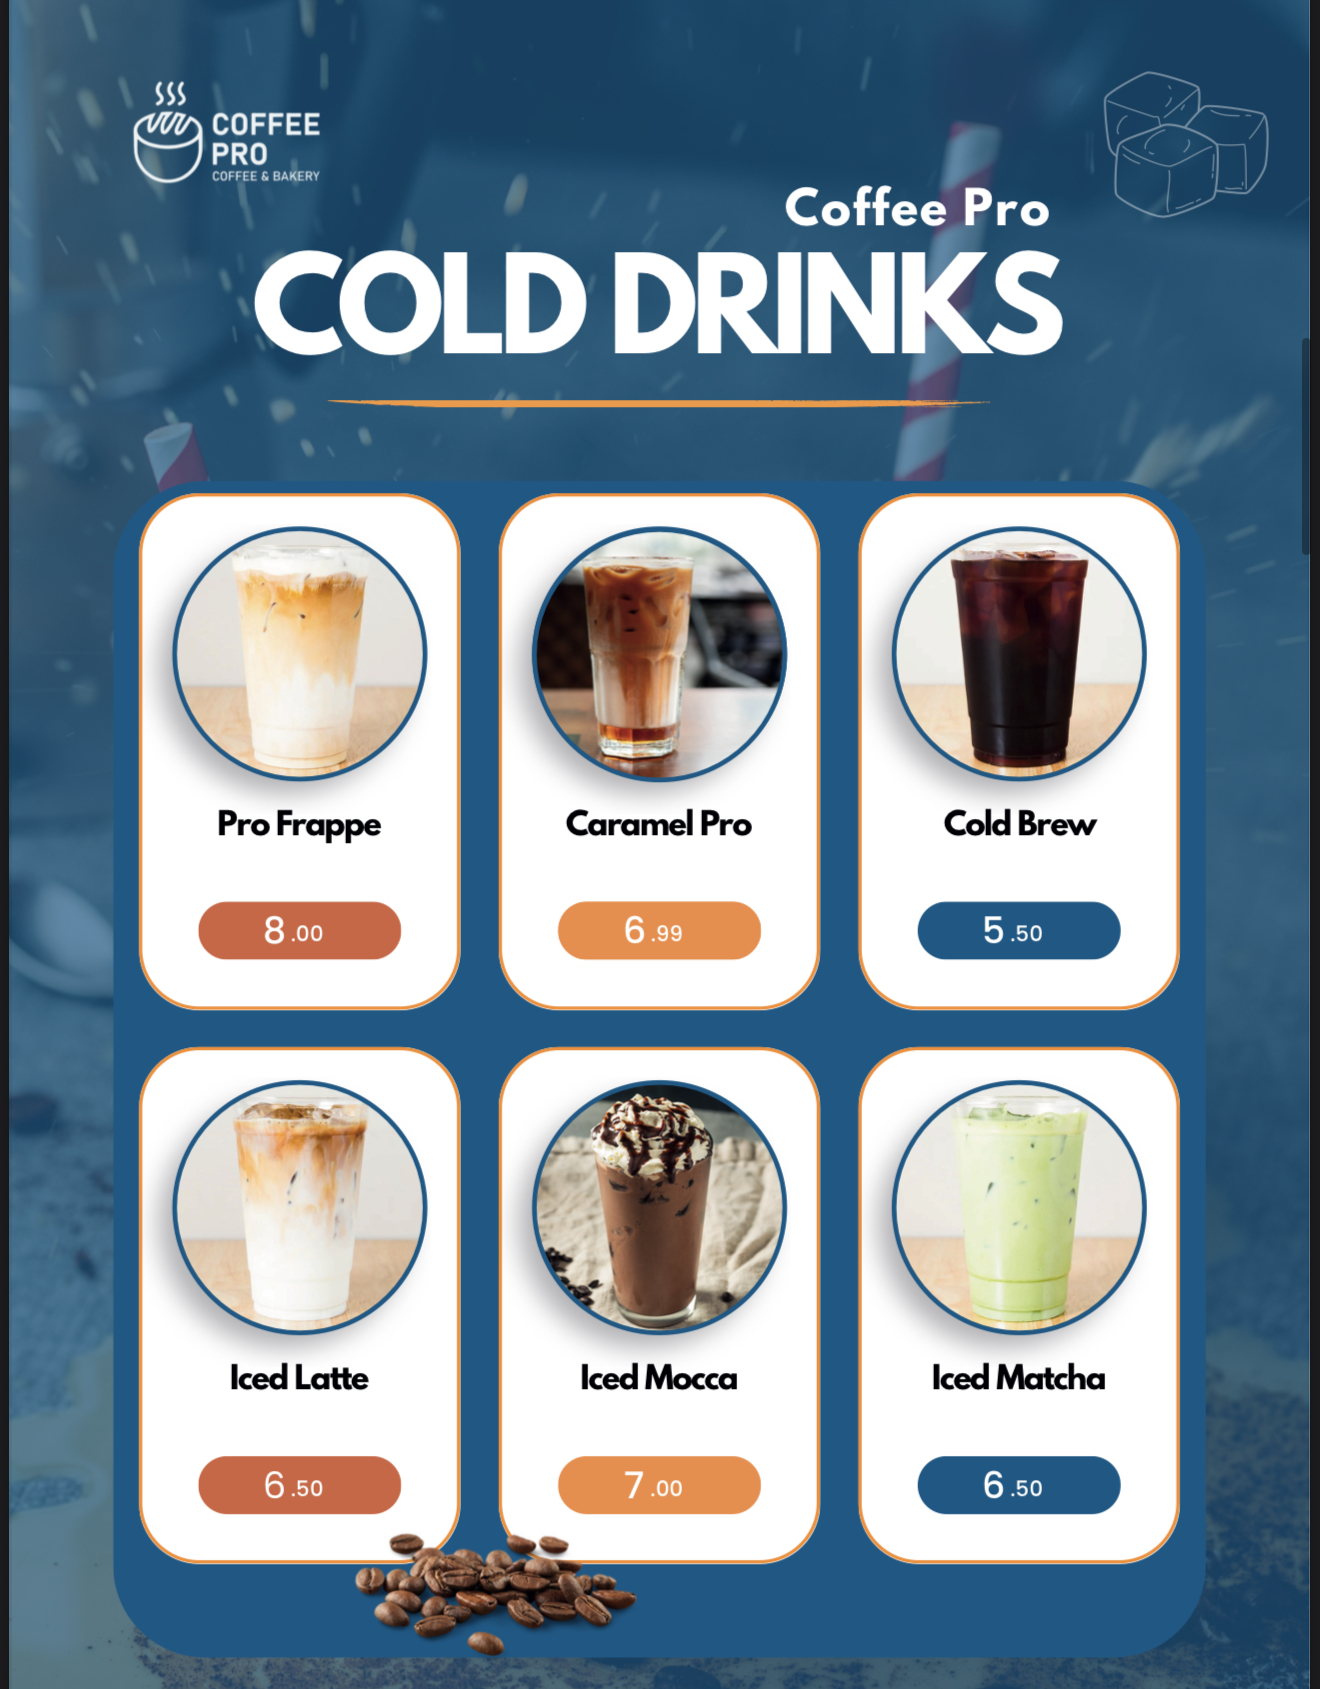 COFFEE
PRO
COFFEE & BAKERY
Coffee Pro
COLD DRINKS
Pro Frappe
Caramel Pro
Cold Brew
8.00
6.99
5.50
Iced Latte
Iced Mocca
Iced Matcha
6.50
7.00
6.50